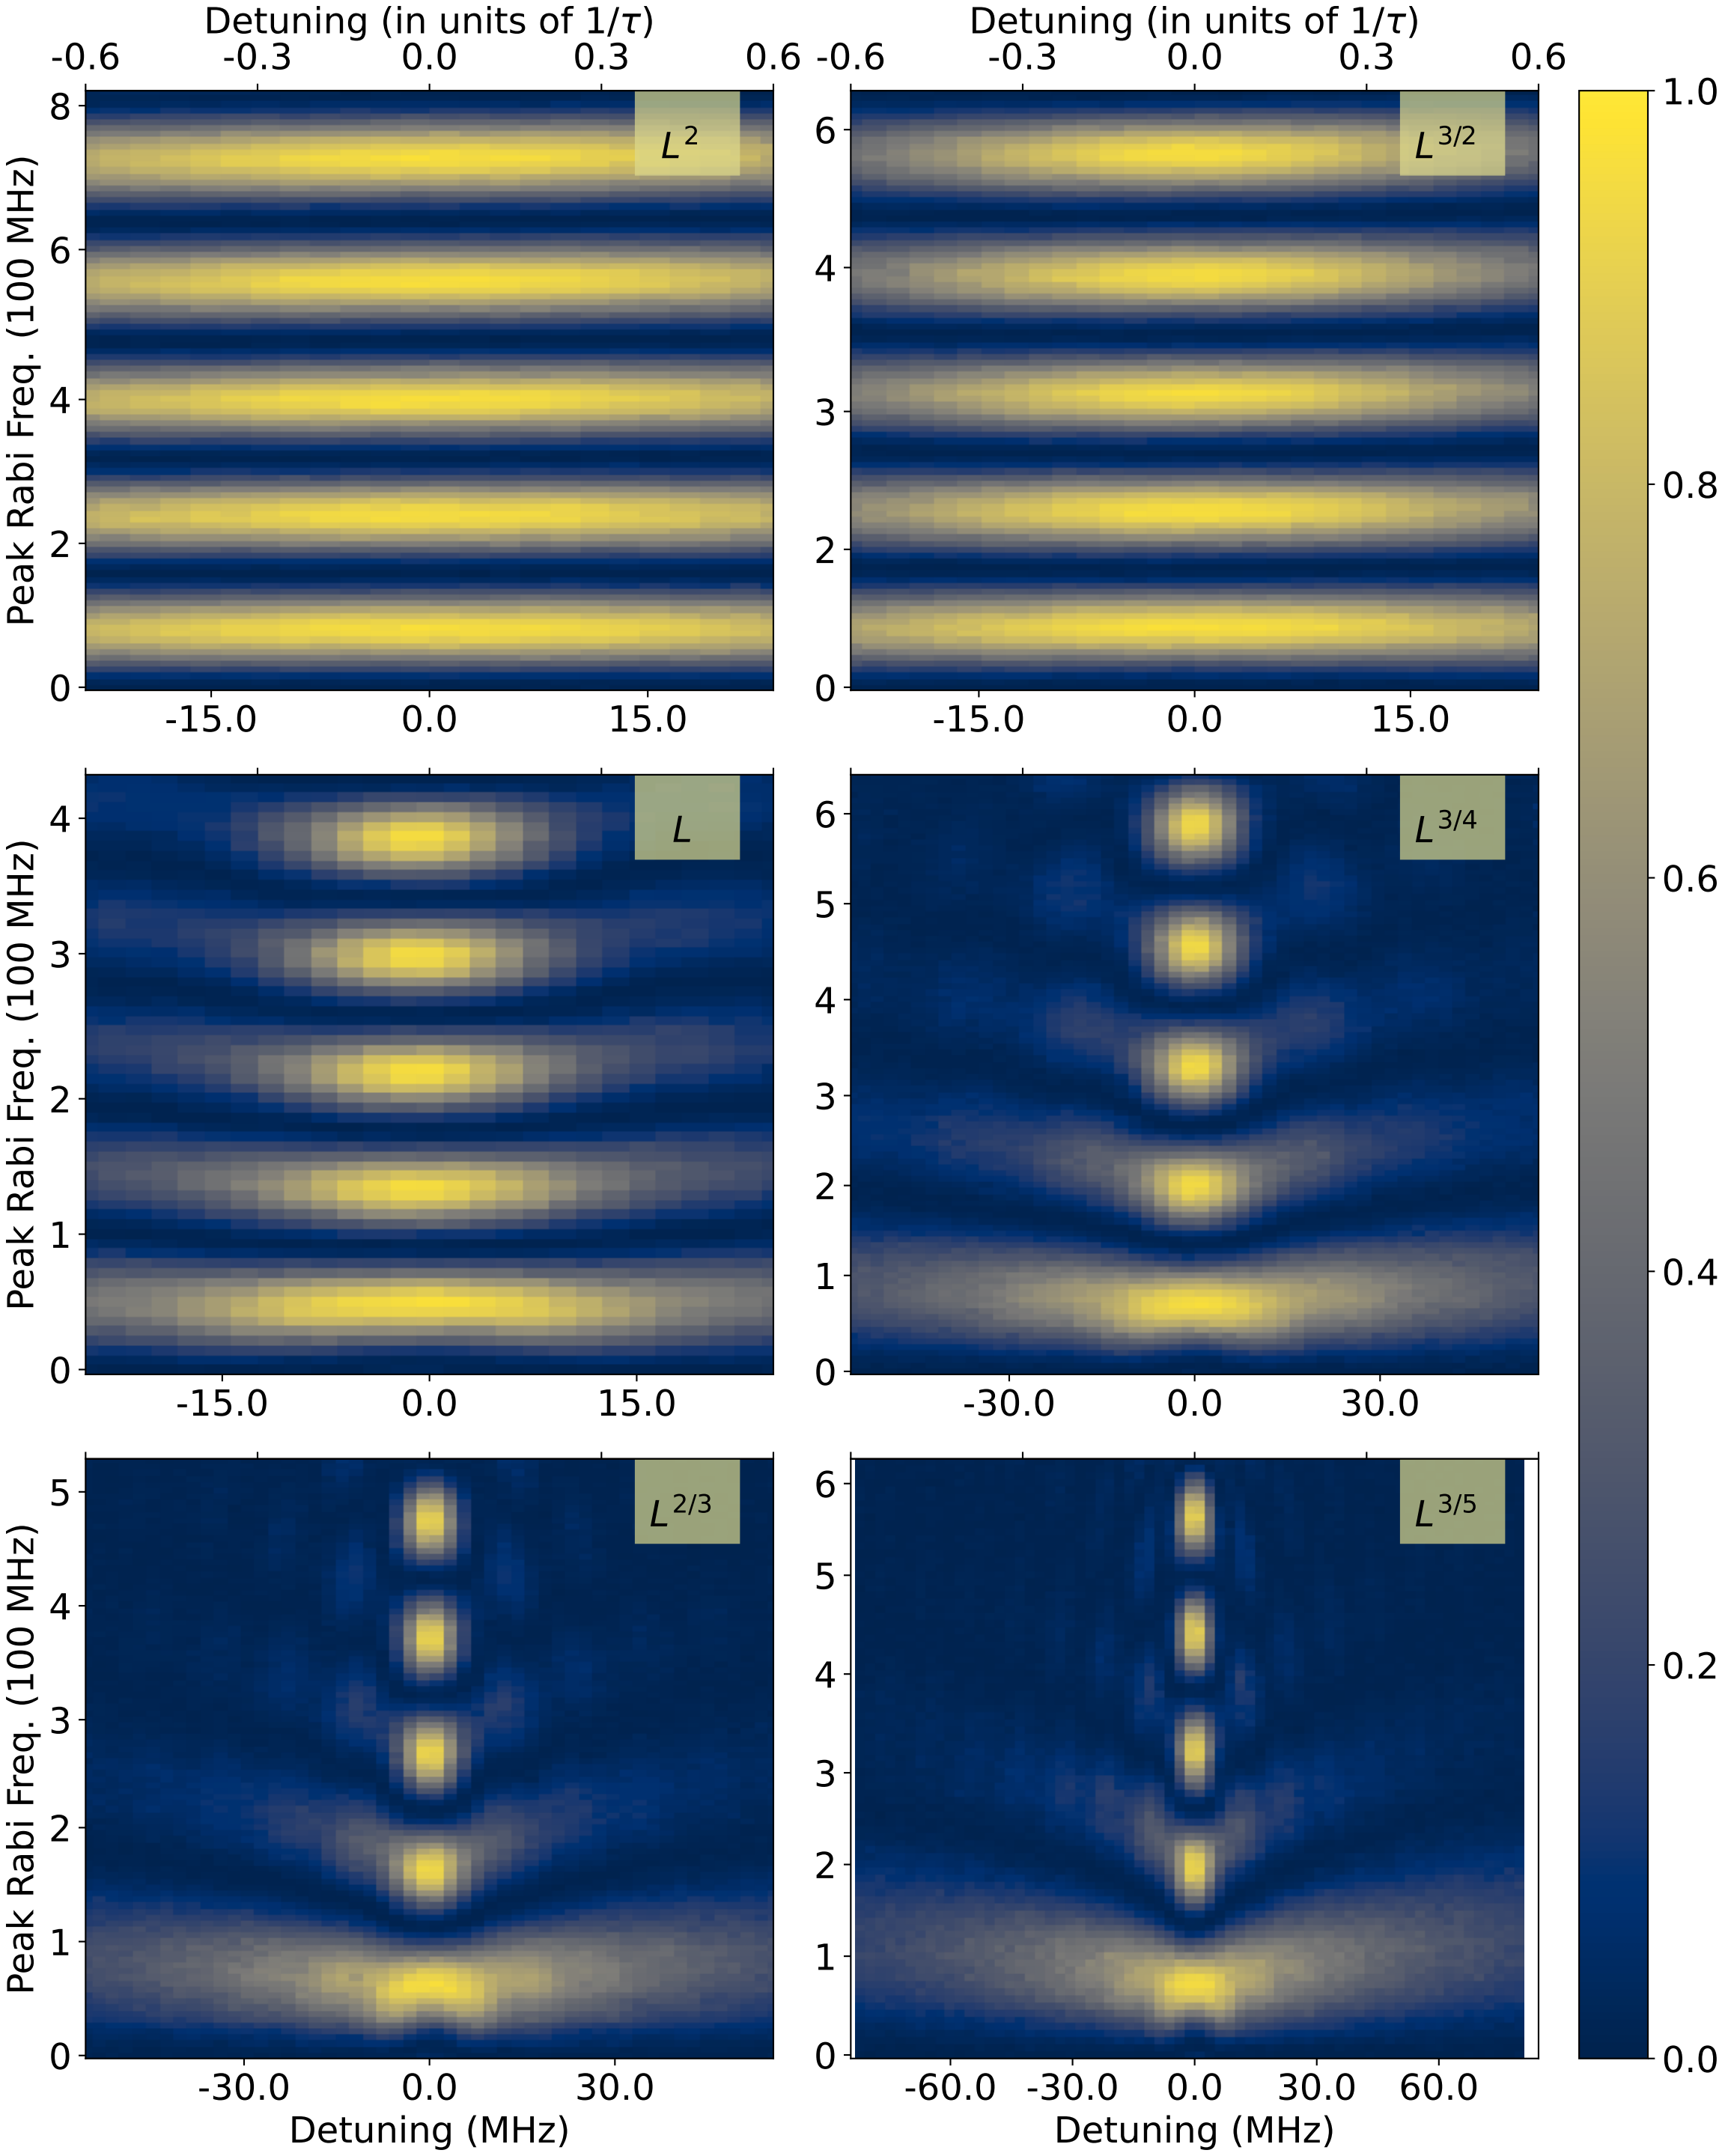 Detuning (in units of 1/τ) Detuning (in units of 1/τ)
-0.6 -0.3 0.0 0.3 0.6 -0.6 -0.3 0.0 0.3 0.6
Peak Rabi Freq. (100 MHz)
8 6 4 2 0
L^2
-15.0 0.0 15.0
6 4 3 2 0
L^{3/2}
-15.0 0.0 15.0
Peak Rabi Freq. (100 MHz)
4 3 2 1 0
L
-15.0 0.0 15.0
6 5 4 3 2 1 0
L^{3/4}
-30.0 0.0 30.0
Peak Rabi Freq. (100 MHz)
5 4 3 2 1 0
L^{2/3}
-30.0 0.0 30.0
Detuning (MHz)
6 5 4 3 2 1 0
L^{3/5}
-60.0 -30.0 0.0 30.0 60.0
Detuning (MHz)
1.0
0.8
0.6
0.4
0.2
0.0